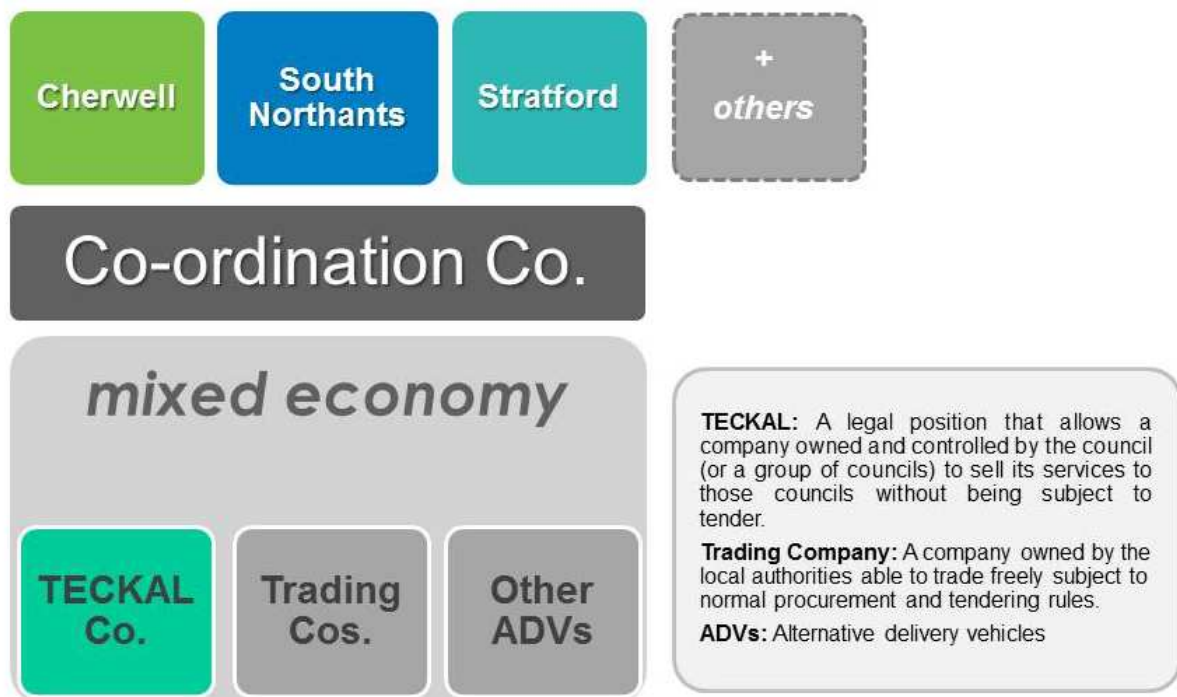 Cherwell
South
Northants
Stratford
+
others
Co-ordination Co.
mixed economy
TECKAL
Co.
Trading
Cos.
Other
ADVs
TECKAL: A legal position that allows a
company owned and controlled by the council
(or a group of councils) to sell its services to
those councils without being subject to
tender.
Trading Company: A company owned by the
local authorities able to trade freely subject to
normal procurement and tendering rules.
ADVs: Alternative delivery vehicles